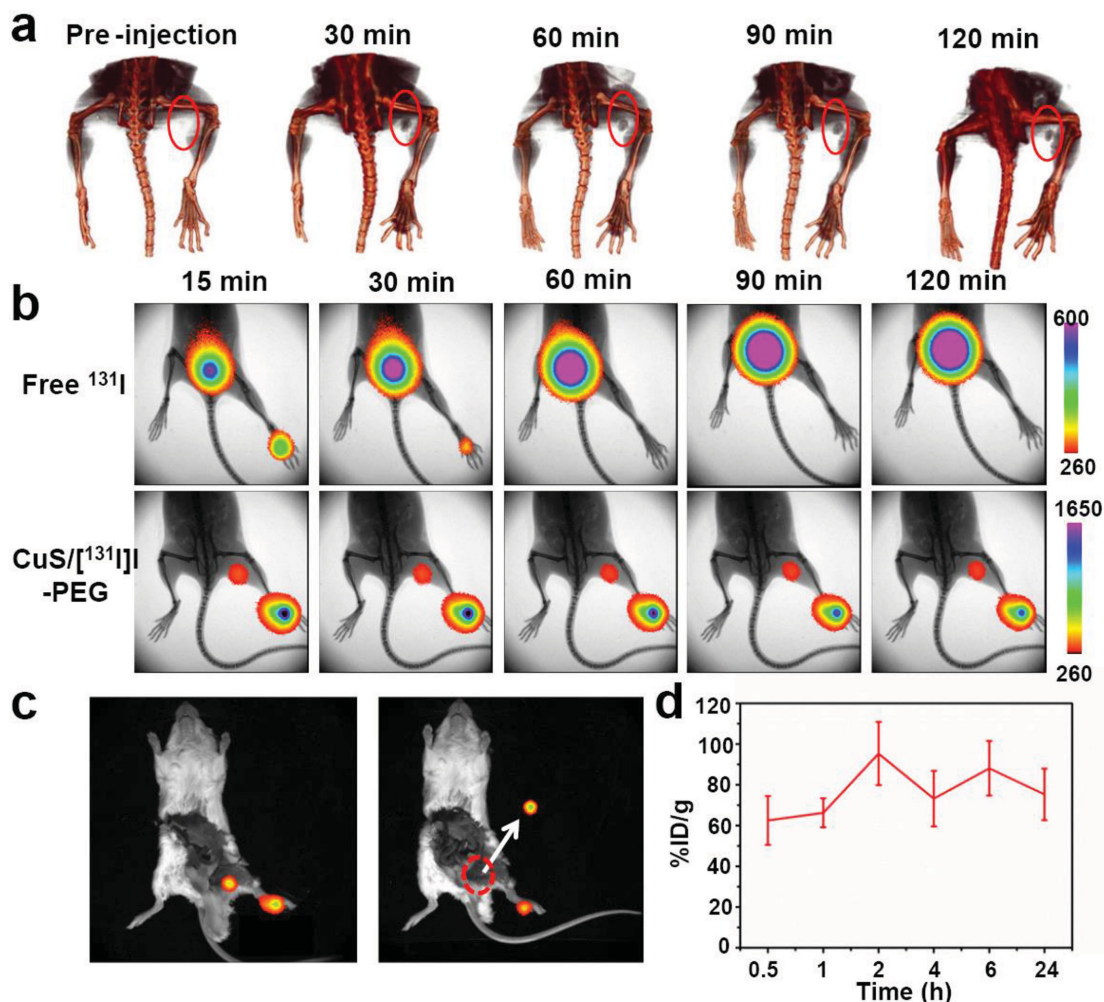 a
Pre-injection 30 min 60 min 90 min 120 min
b
15 min 30 min 60 min 90 min 120 min
Free ¹³¹I
600
260
CuS/[¹³¹I]I
-PEG
1650
260
c
d
%ID/g
120
100
80
60
40
20
0
0.5 1 2 4 6 24
Time (h)